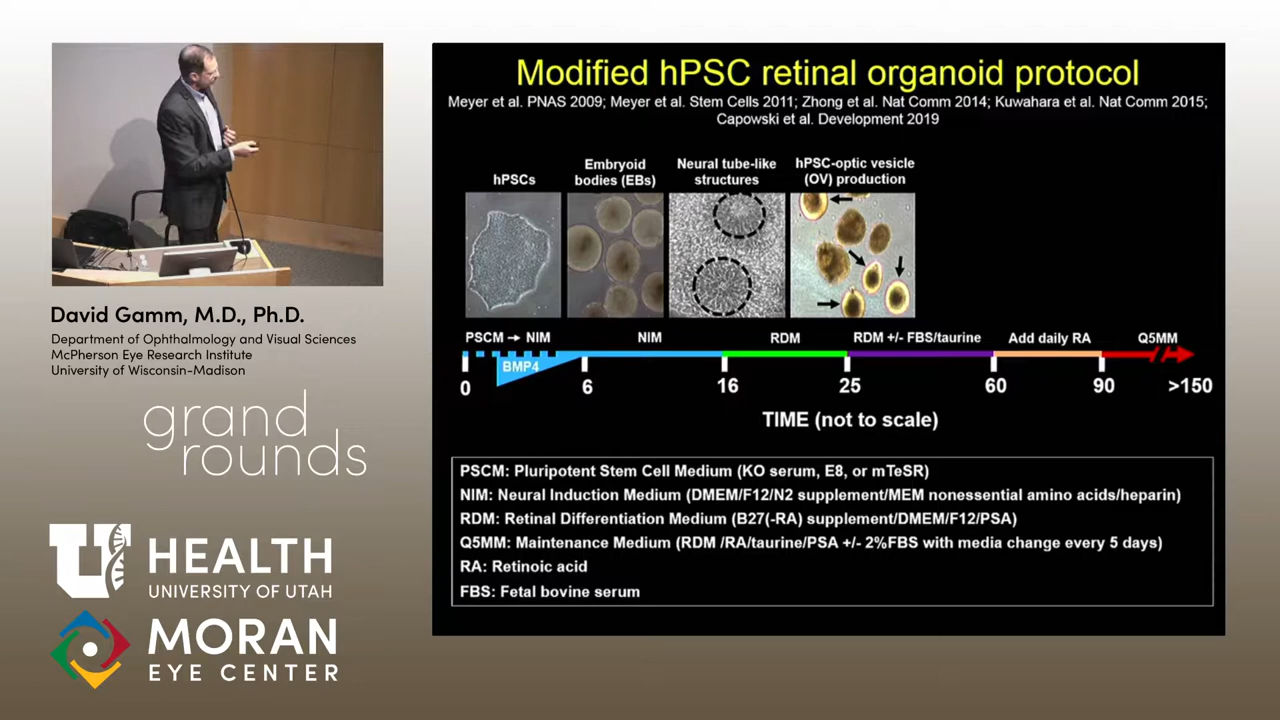 David Gamm, M.D., Ph.D.
Department of Ophthalmology and Visual Sciences
McPherson Eye Research Institute
University of Wisconsin-Madison
grand
rounds
U HEALTH
UNIVERSITY OF UTAH
MORAN
EYE CENTER
Modified hPSC retinal organoid protocol
Meyer et al. PNAS 2009; Meyer et al. Stem Cells 2011; Zhong et al. Nat Comm 2014; Kuwahara et al. Nat Comm 2015;
Capowski et al. Development 2019
hPSCs
Embryoid
bodies (EBs)
Neural tube-like
structures
hPSC-optic vesicle
(OV) production
PSCM → NIM NIM RDM RDM +/- FBS/taurine Add daily RA Q5MM
BMP4
0 6 16 25 60 90 >150
TIME (not to scale)
PSCM: Pluripotent Stem Cell Medium (KO serum, E8, or mTeSR)
NIM: Neural Induction Medium (DMEM/F12/N2 supplement/MEM nonessential amino acids/heparin)
RDM: Retinal Differentiation Medium (B27(-RA) supplement/DMEM/F12/PSA)
Q5MM: Maintenance Medium (RDM /RA/taurine/PSA +/- 2%FBS with media change every 5 days)
RA: Retinoic acid
FBS: Fetal bovine serum